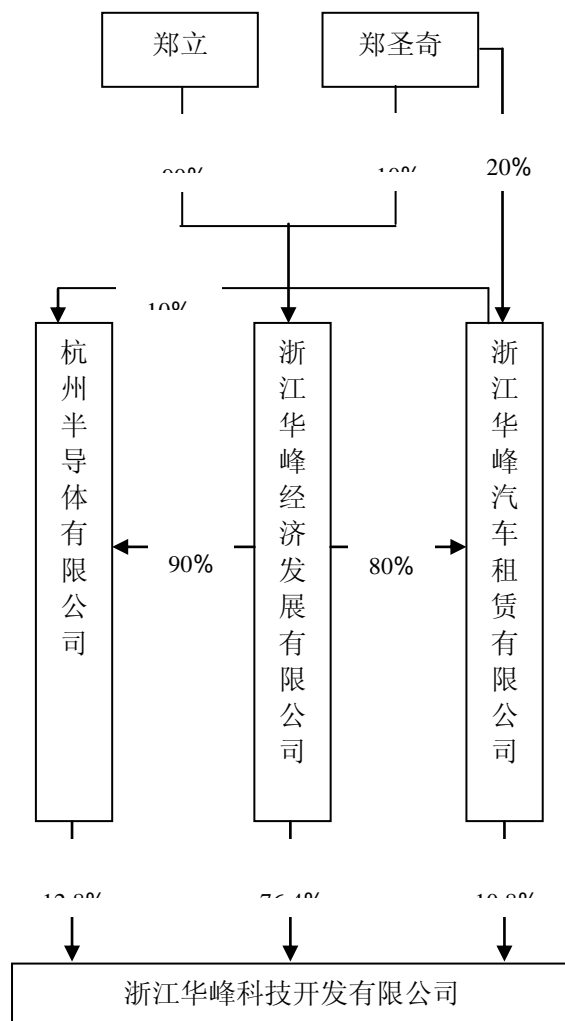 郑立
郑圣奇
20%
杭州半导体有限公司
浙江华峰经济发展有限公司
浙江华峰汽车租赁有限公司
90%
80%
浙江华峰科技开发有限公司